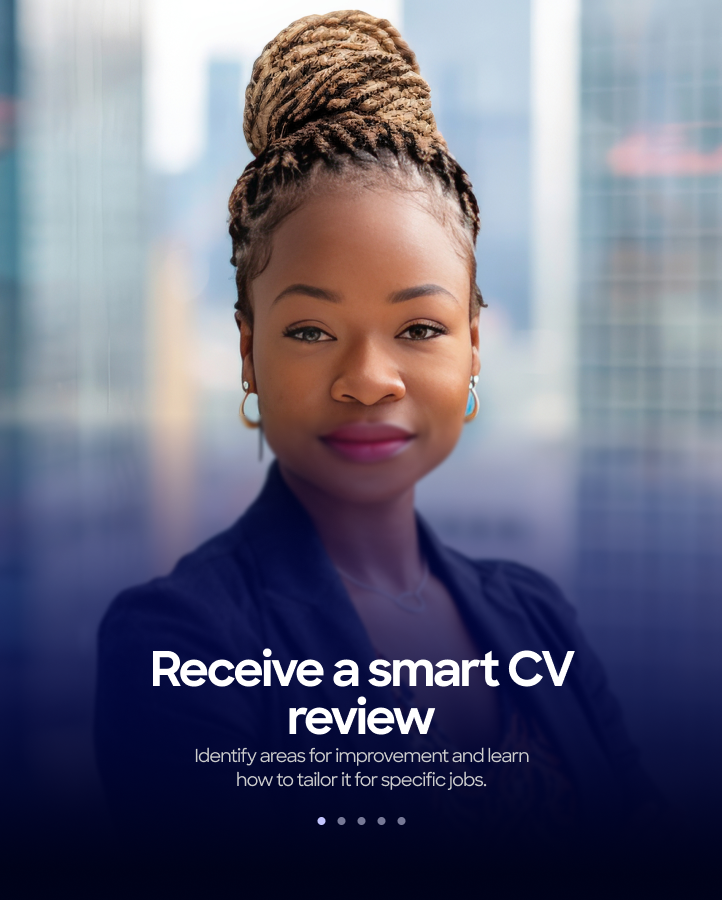 Receive a smart CV
review
Identify areas for improvement and learn
how to tailor it for specific jobs.